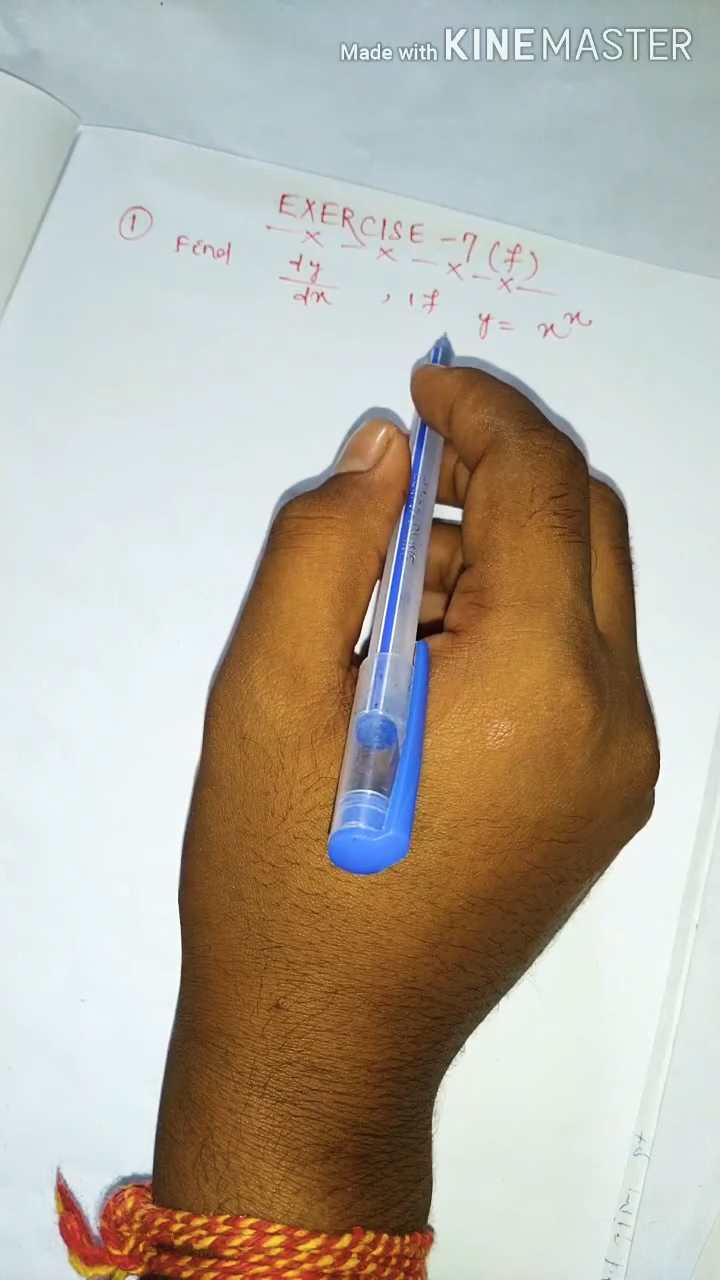 Made with KINEMASTER
EXERCISE - 7 (f)
① Find dy/dx , if y = x^x